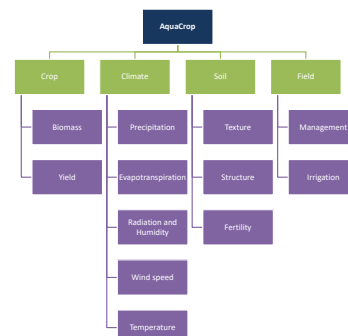 AquaCrop
Crop
Climate
Soil
Field
Biomass
Precipitation
Texture
Management
Yield
Evapotranspiration
Structure
Irrigation
Radiation and
Humidity
Fertility
Wind speed
Temperature